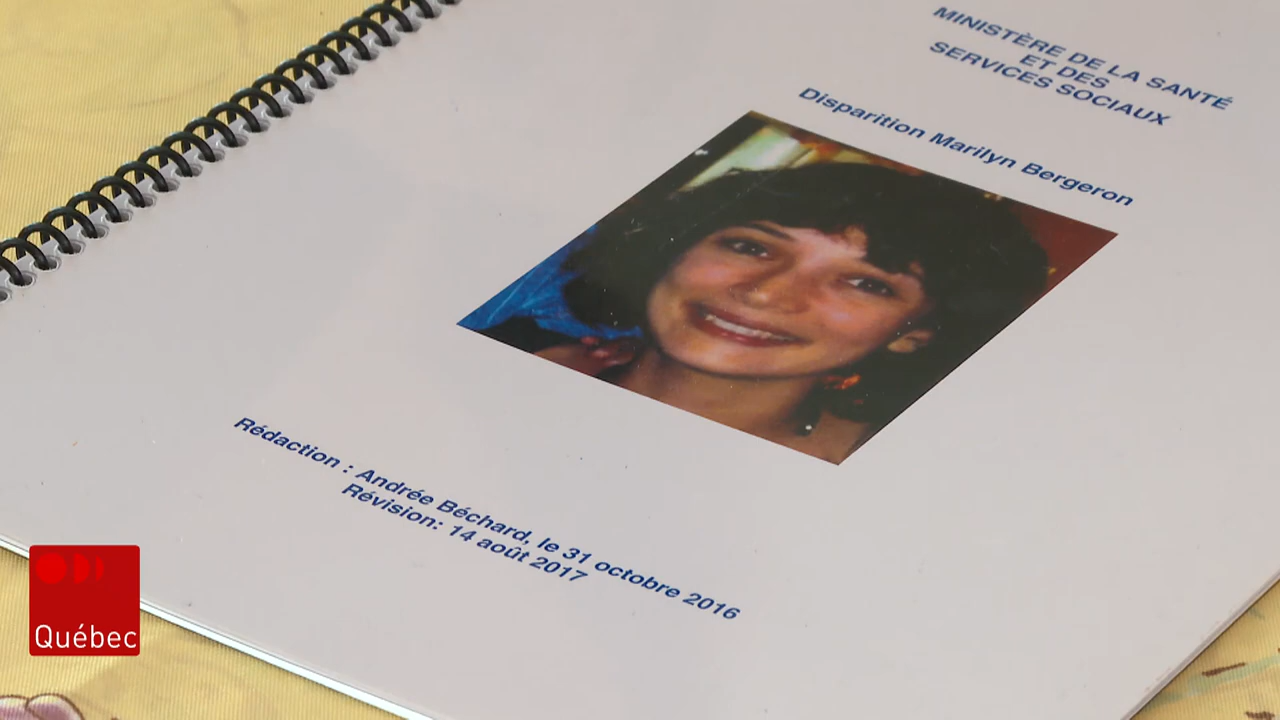 MINISTÈRE DE LA SANTÉ
ET DES
SERVICES SOCIAUX
Disparition Marilyn Bergeron
Rédaction : Andrée Béchard, le 31 octobre 2016
Révision: 14 août 2017
Québec